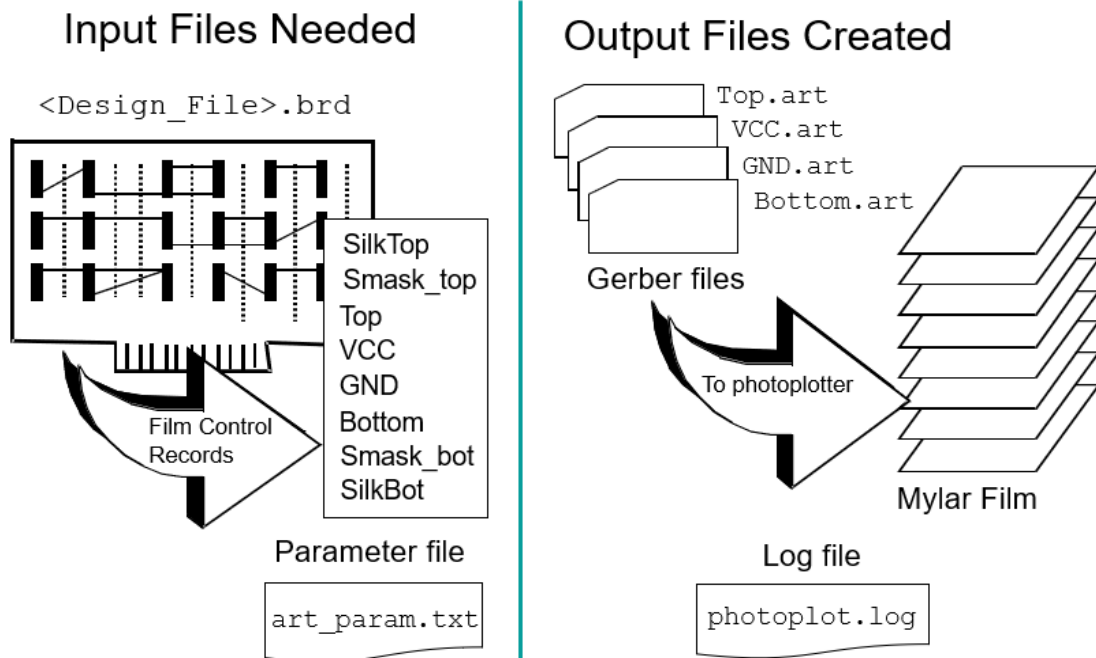 Input Files Needed
<Design_File>.brd
SilkTop
Smask_top
Top
VCC
GND
Bottom
Smask_bot
SilkBot
Film Control
Records
Parameter file
art_param.txt
Output Files Created
Top.art
VCC.art
GND.art
Bottom.art
Gerber files
To photoplotter
Mylar Film
Log file
photoplot.log